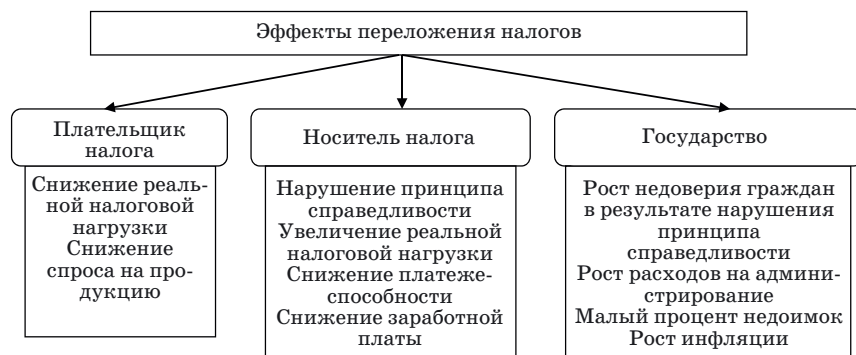 Эффекты переложения налогов
Плательщик
налога
Снижение реаль-
ной налоговой
нагрузки
Снижение
спроса на про-
дукцию
Носитель налога
Нарушение принципа
справедливости
Увеличение реальной
налоговой нагрузки
Снижение платеже-
способности
Снижение заработной
платы
Государство
Рост недоверия граждан
в результате нарушения
принципа
справедливости
Рост расходов на админи-
стрирование
Малый процент недоимок
Рост инфляции